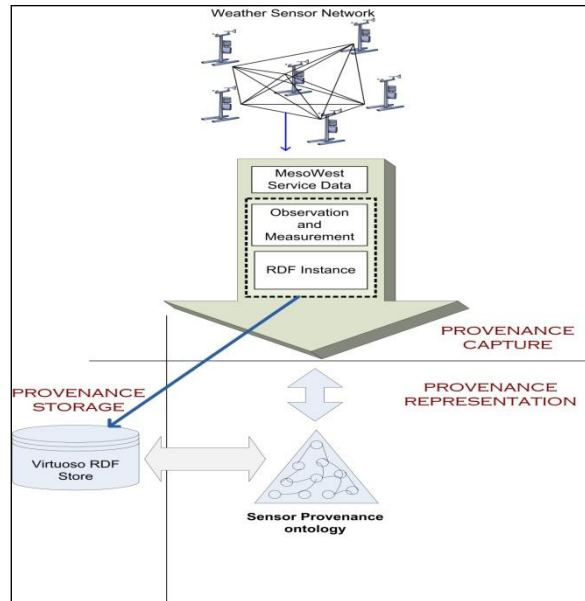 Weather Sensor Network
MesoWest
Service Data
Observation
and
Measurement
RDF Instance
PROVENANCE
CAPTURE
PROVENANCE
STORAGE
PROVENANCE
REPRESENTATION
Virtuoso RDF
Store
Sensor Provenance
ontology